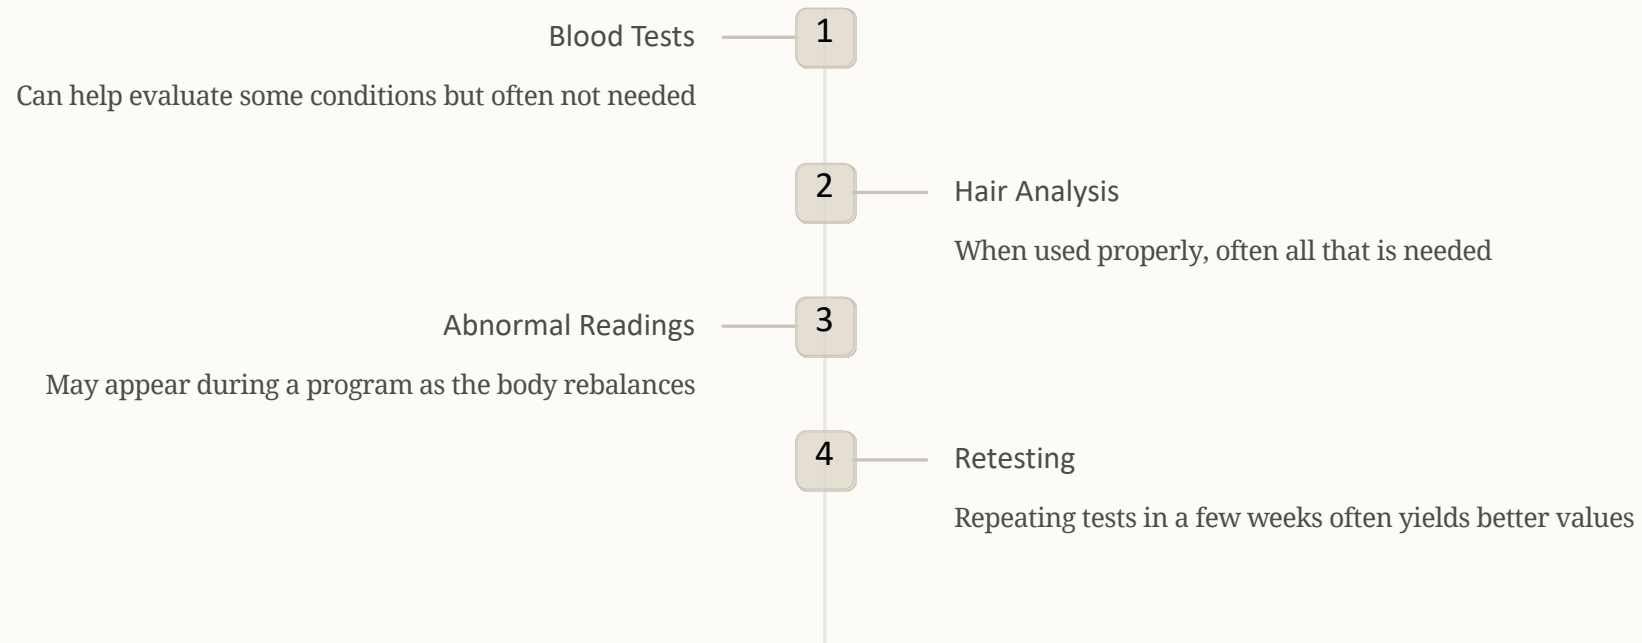 1
Blood Tests
Can help evaluate some conditions but often not needed
2
Hair Analysis
When used properly, often all that is needed
3
Abnormal Readings
May appear during a program as the body rebalances
4
Retesting
Repeating tests in a few weeks often yields better values